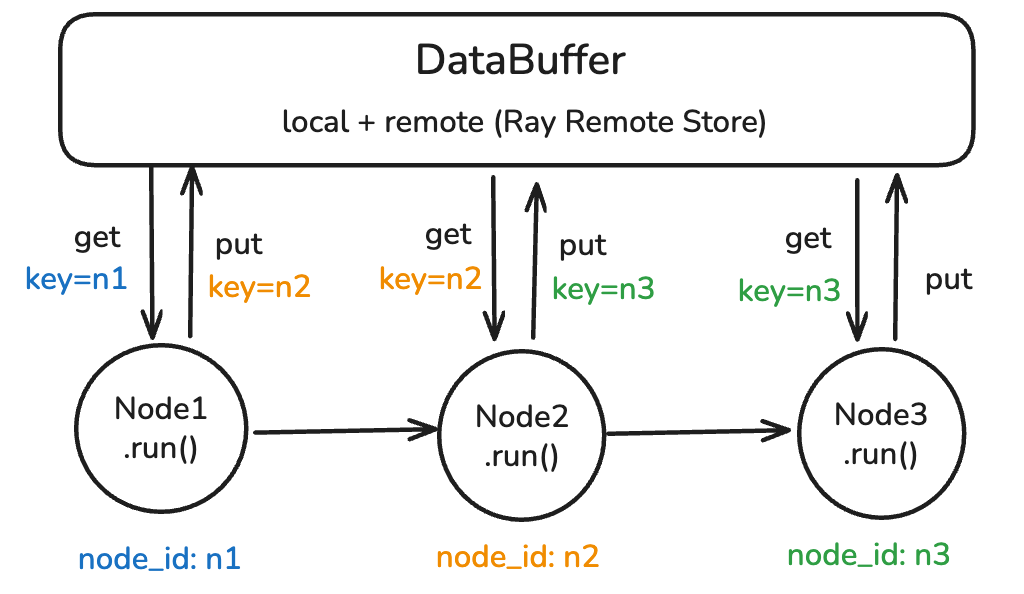 DataBuffer
local + remote (Ray Remote Store)
get
key=n1
put
key=n2
get
key=n2
put
key=n3
get
key=n3
put
Node1
.run()
Node2
.run()
Node3
.run()
node_id: n1
node_id: n2
node_id: n3